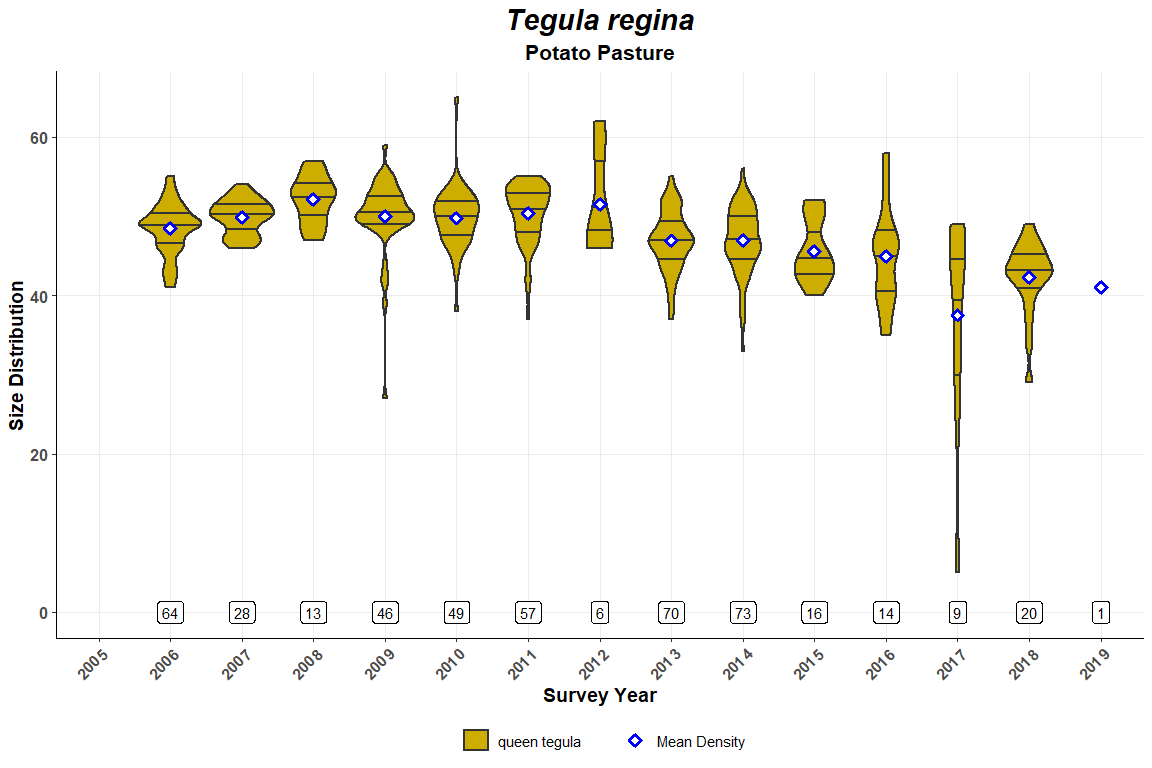 Tegula regina
Potato Pasture
Size Distribution
60
40
20
0
64 28 13 46 49 57 6 70 73 16 14 9 20 1
2005 2006 2007 2008 2009 2010 2011 2012 2013 2014 2015 2016 2017 2018 2019
Survey Year
queen tegula Mean Density